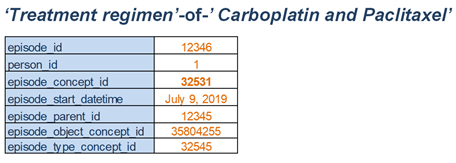 ‘Treatment regimen’-of-’ Carboplatin and Paclitaxel’
episode_id 12346
person_id 1
episode_concept_id 32531
episode_start_datetime July 9, 2019
episode_parent_id 12345
episode_object_concept_id 35804255
episode_type_concept_id 32545